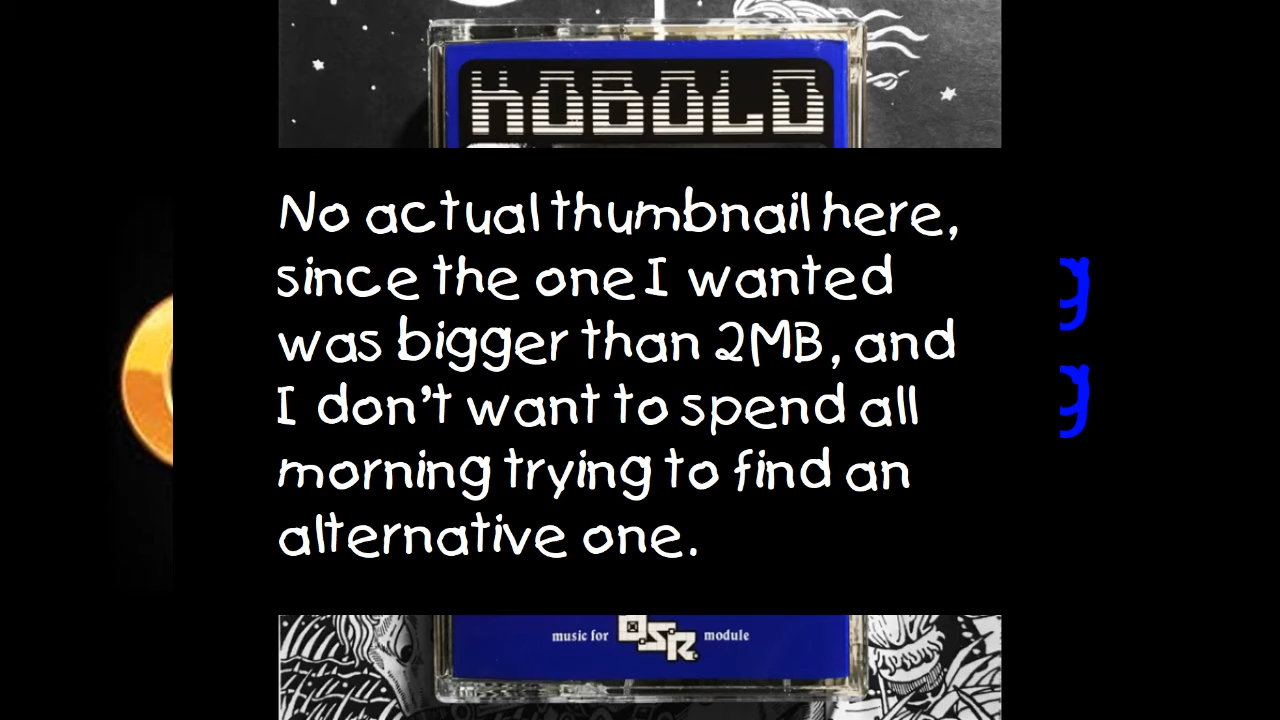 KOBOLD
No actual thumbnail here,
since the one I wanted
was bigger than 2MB, and
g
I don't want to spend all
g
morning trying to find an
alternative one.
music for OSR module